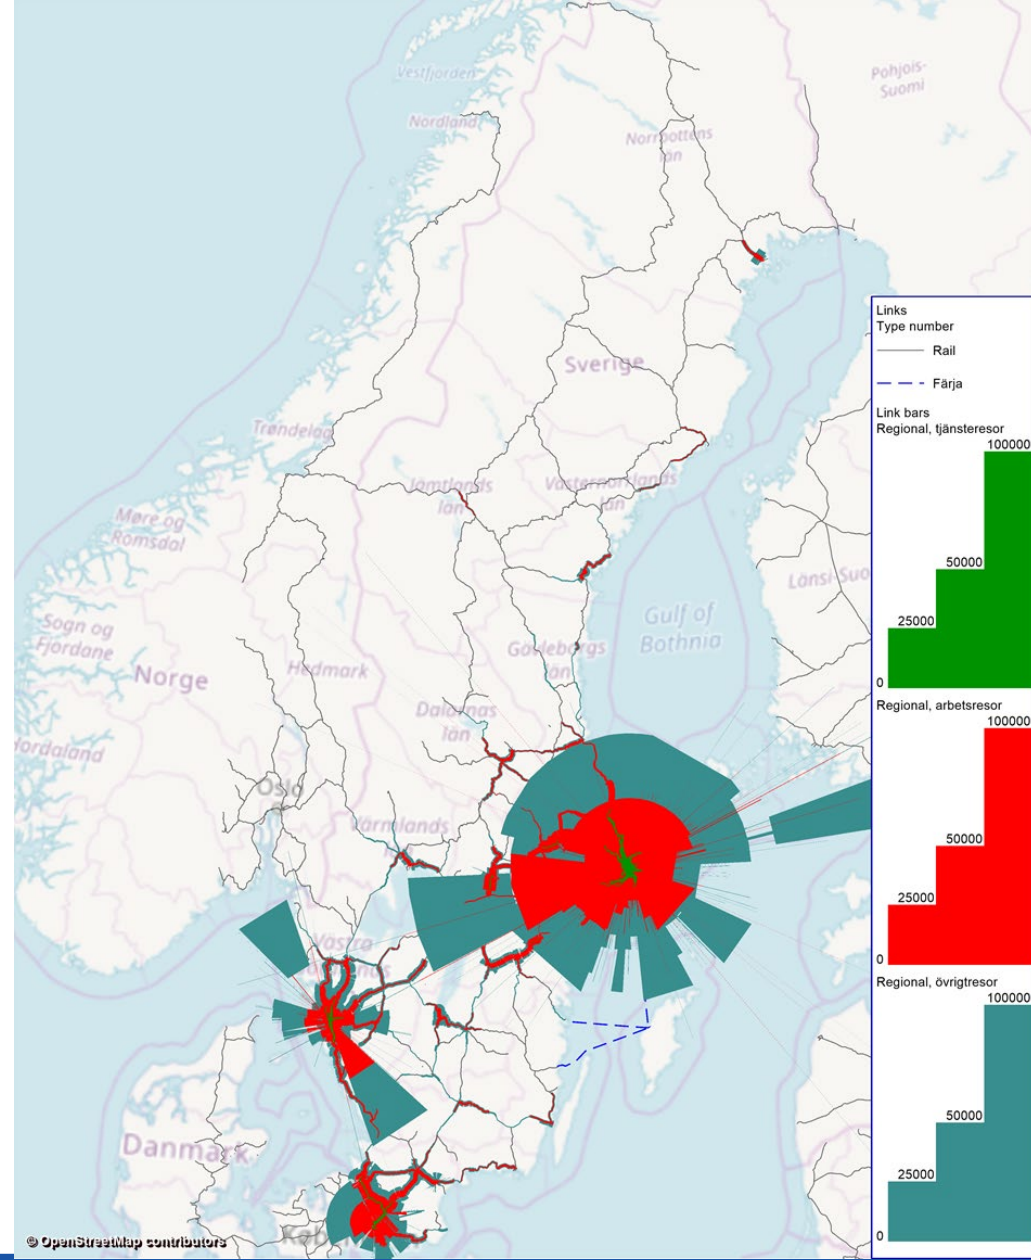 Vestfjorden
Nordland
Pohjois-
Suomi
Norrbottens
län
Links
Type number
Rail
Färja
Link bars
Regional, tjänsteresor
100000
50000
25000
0
Regional, arbetsresor
100000
50000
25000
0
Regional, övrigtresor
100000
50000
25000
0
Sverige
Trøndelag
Jämtlands
län
Västernorrlands
län
Møre og
Romsdal
Länsi-Suo
Gulf of
Bothnia
Sogn og
Fjordane
Norge
Hedmark
Gävleborgs
län
Dalarnas
län
ordaland
Oslo
Värmlands
Västra
Danmark
© OpenStreetMap contributors